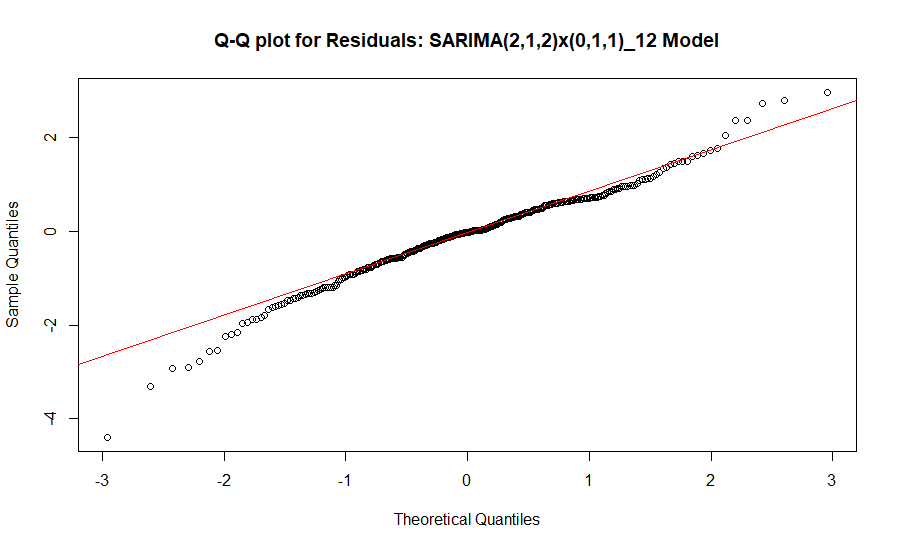 Q-Q plot for Residuals: SARIMA(2,1,2)x(0,1,1)_12 Model
Sample Quantiles
2
0
-2
-4
-3 -2 -1 0 1 2 3
Theoretical Quantiles